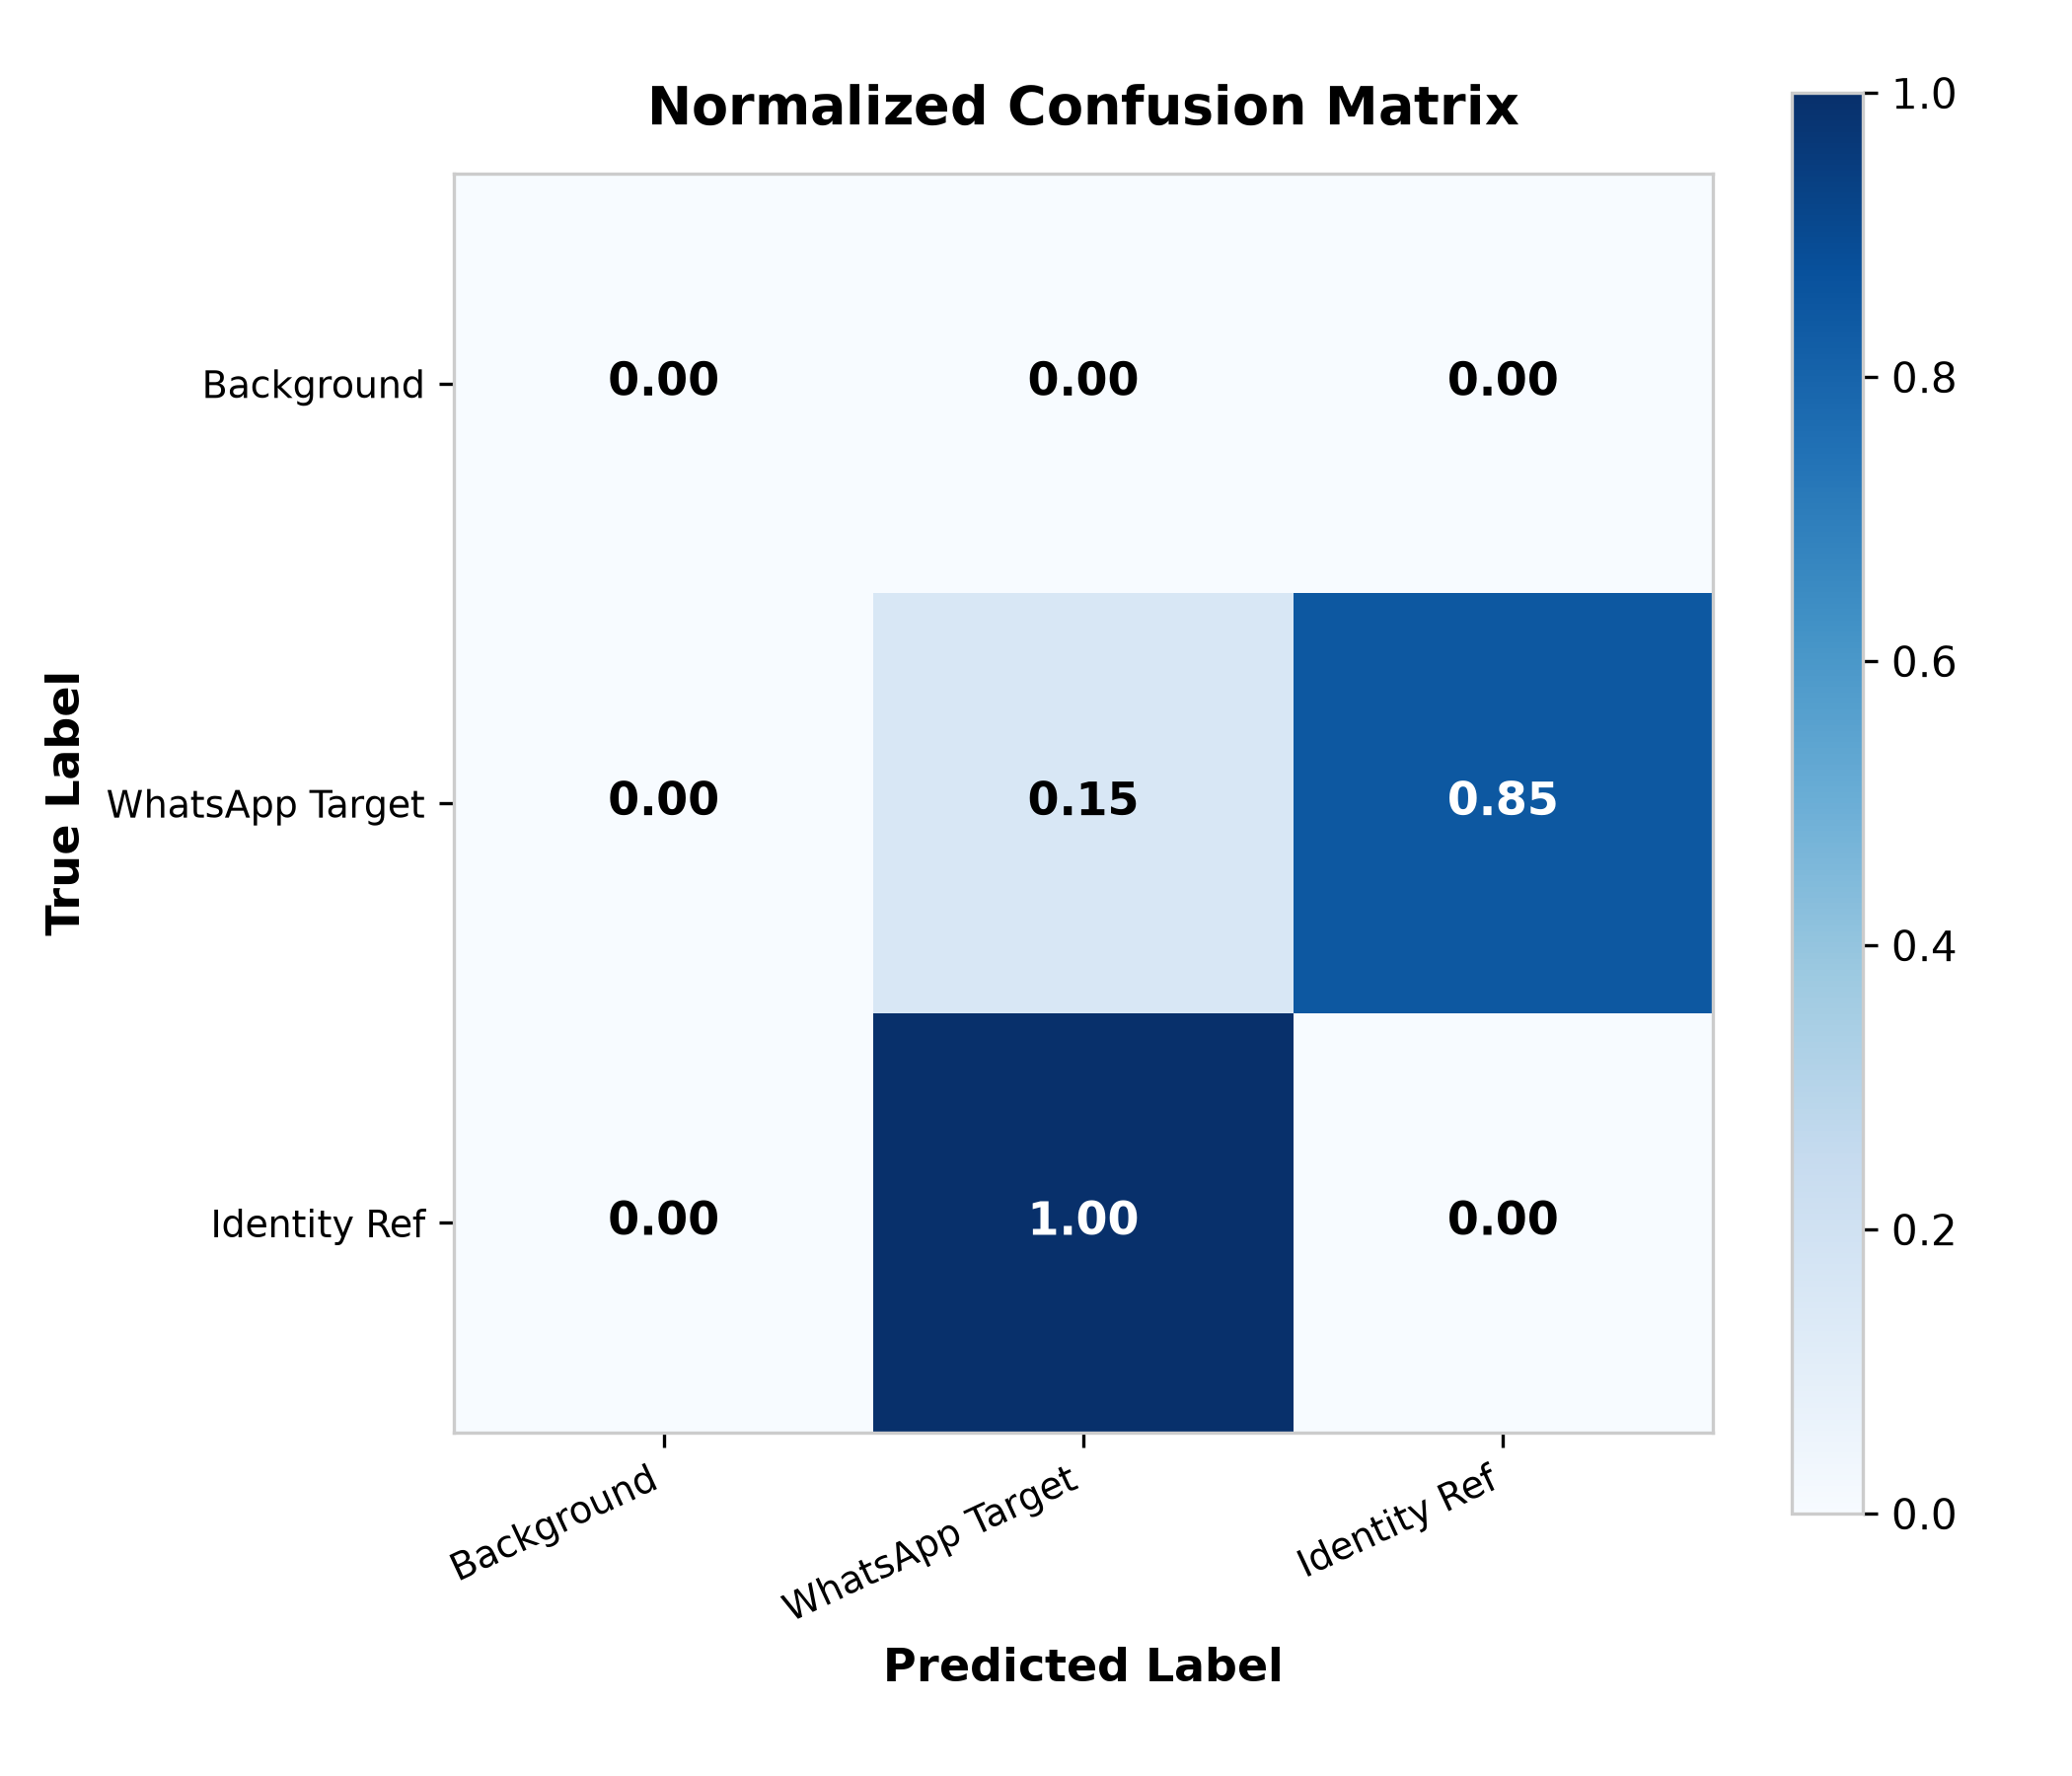 Normalized Confusion Matrix
1.0
0.8
0.6
0.4
0.2
0.0
True Label
Background
0.00 0.00 0.00
WhatsApp Target
0.00 0.15 0.85
Identity Ref
0.00 1.00 0.00
Background
WhatsApp Target
Identity Ref
Predicted Label